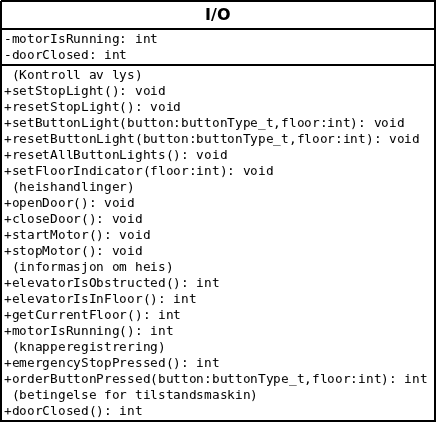 I/O
-motorIsRunning: int
-doorClosed: int
(Kontroll av lys)
+setStopLight(): void
+resetStopLight(): void
+setButtonLight(button:buttonType_t,floor:int): void
+resetButtonLight(button:buttonType_t,floor:int): void
+resetAllButtonLights(): void
+setFloorIndicator(floor:int): void
(heishandlinger)
+openDoor(): void
+closeDoor(): void
+startMotor(): void
+stopMotor(): void
(informasjon om heis)
+elevatorIsObstructed(): int
+elevatorIsInFloor(): int
+getCurrentFloor(): int
+motorIsRunning(): int
(knapperegistrering)
+emergencyStopPressed(): int
+orderButtonPressed(button:buttonType_t,floor:int): int
(betingelse for tilstandsmaskin)
+doorClosed(): int